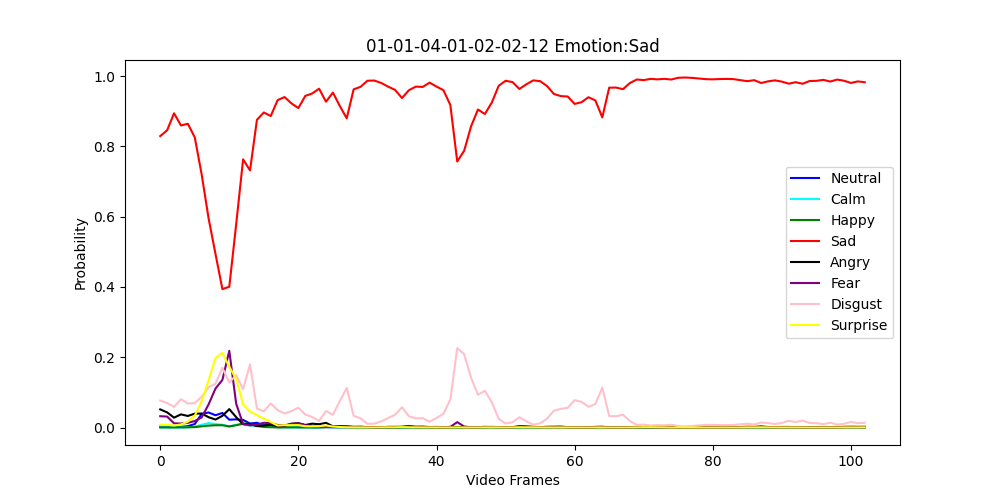 01-01-04-01-02-02-12 Emotion:Sad
1.0
0.8
0.6
0.4
0.2
0.0
Probability
0
20
40
60
80
100
Video Frames
Neutral
Calm
Happy
Sad
Angry
Fear
Disgust
Surprise